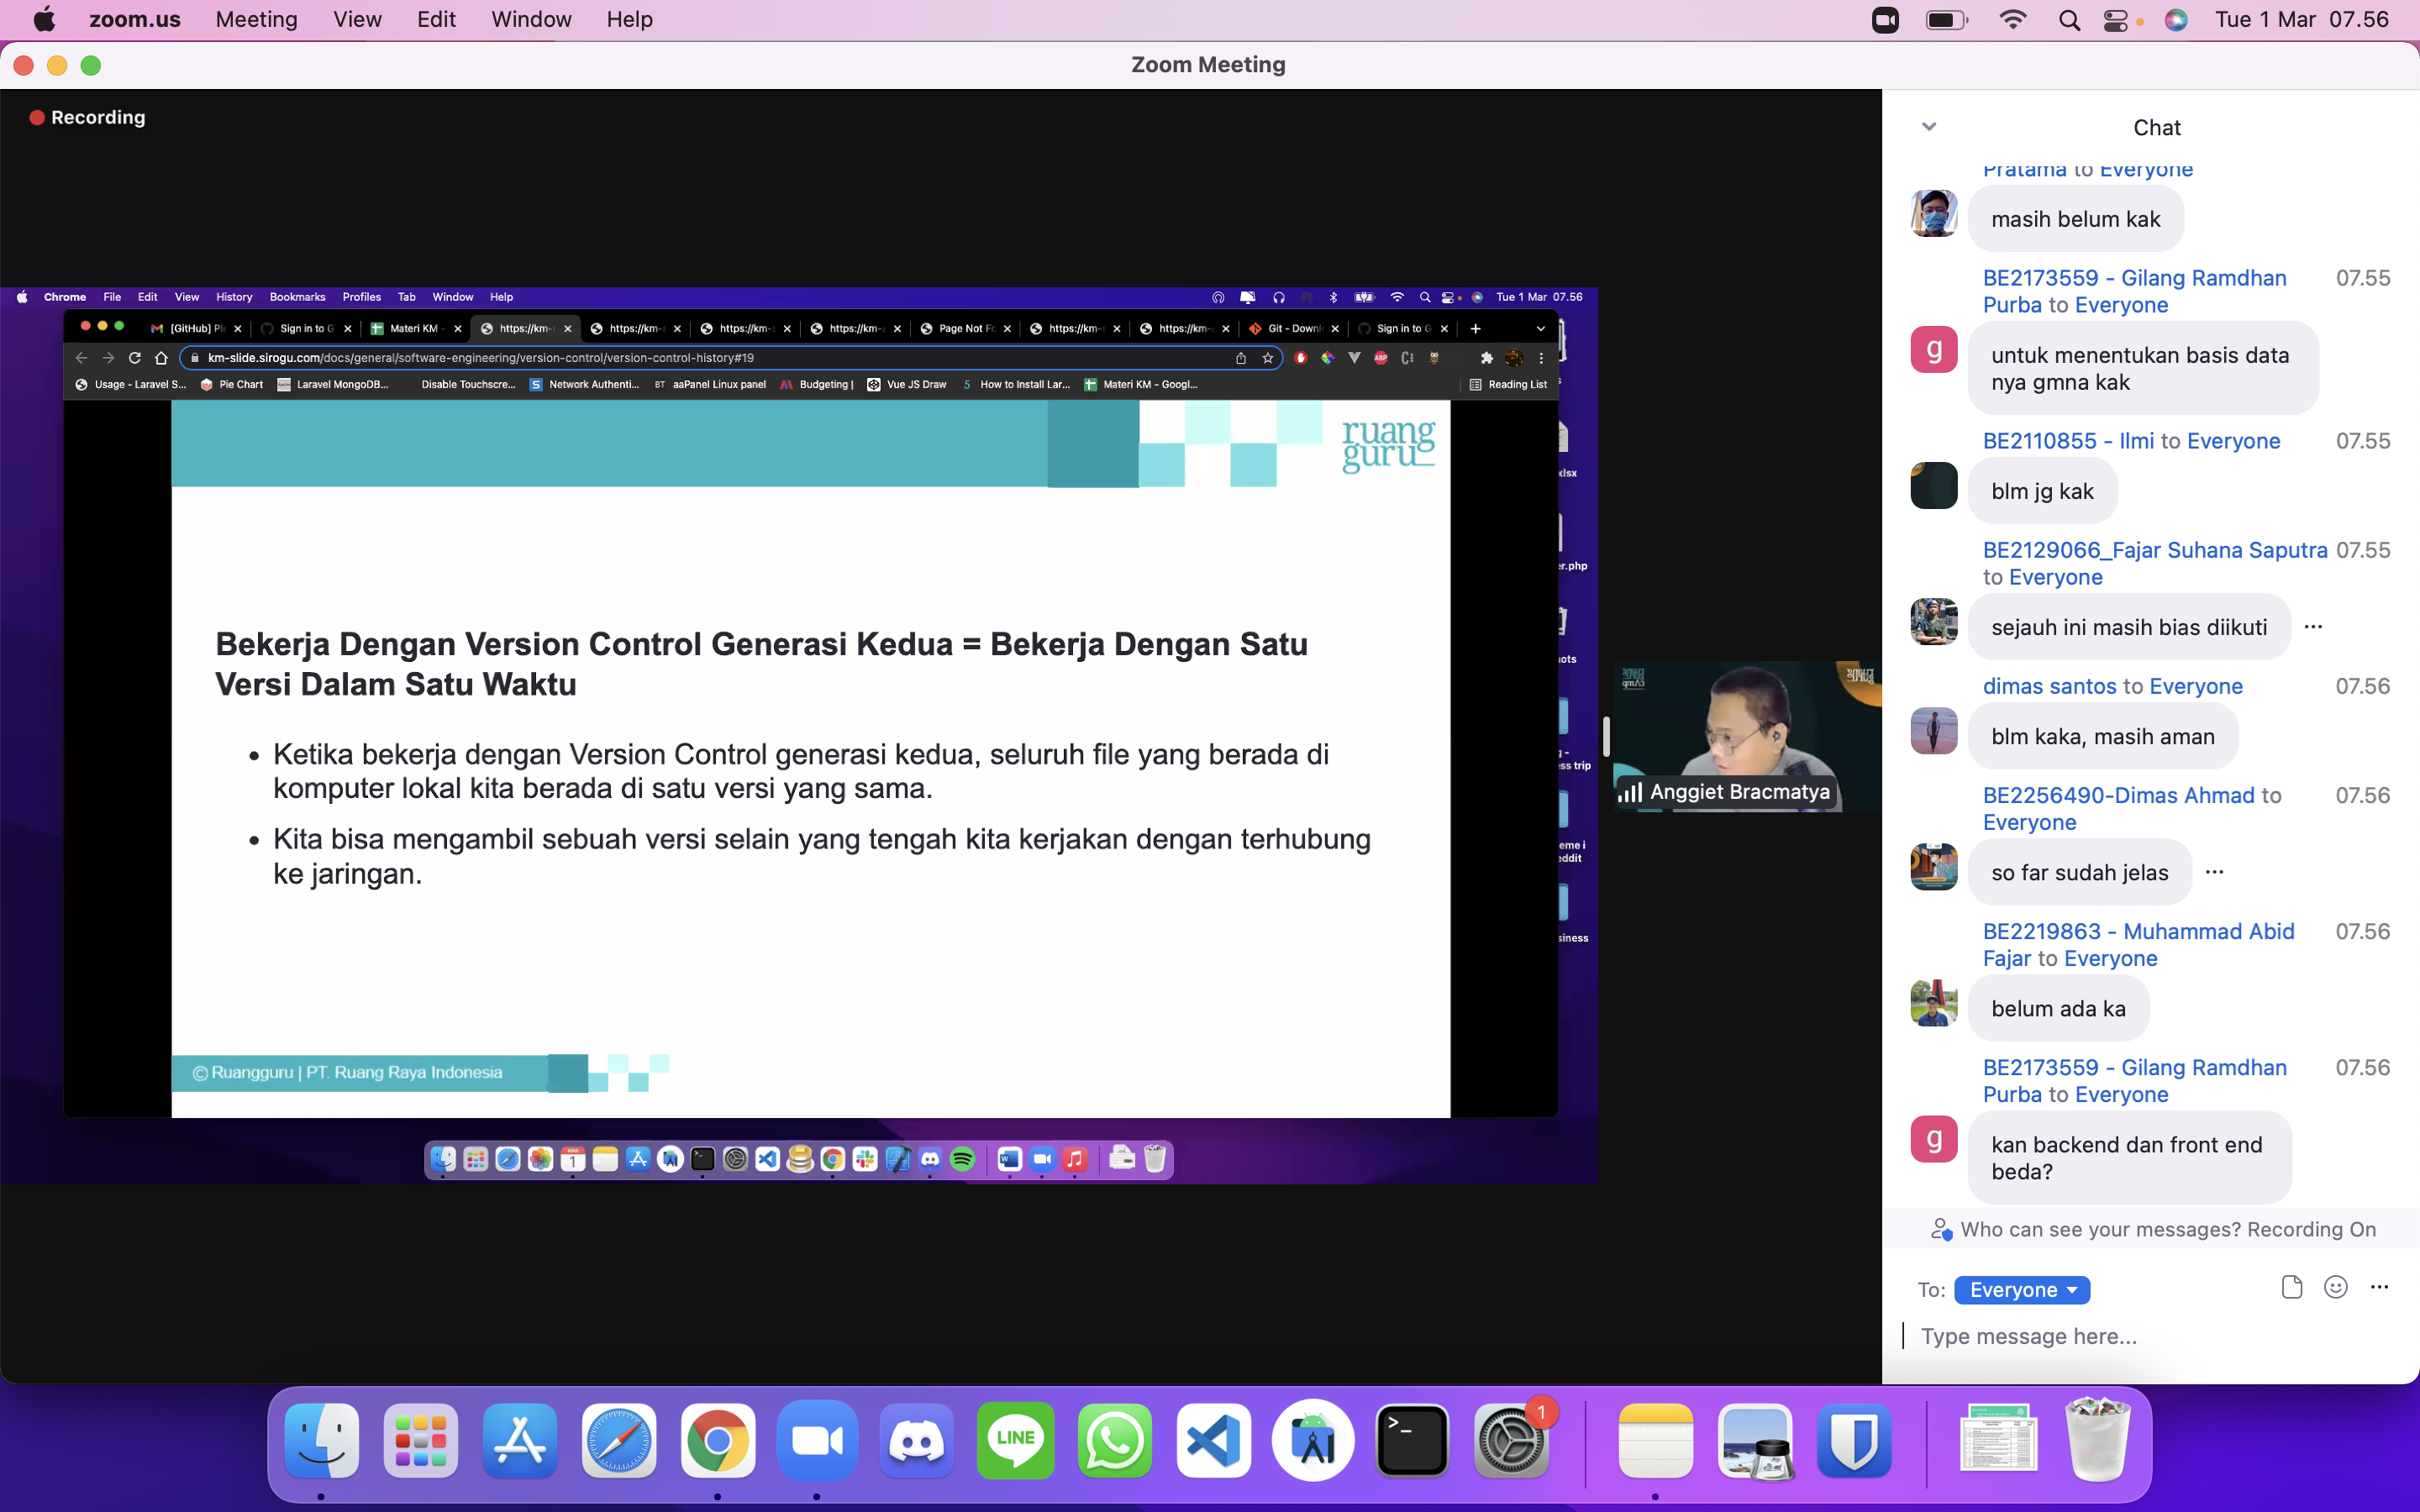 zoom.us Meeting View Edit Window Help
Tue 1 Mar 07.56
Zoom Meeting
Recording
Chrome File Edit View History Bookmarks Profiles Tab Window Help
Tue 1 Mar 07.56
[GitHub] Pl
Sign in to G
Materi KM -
https://km-
https://km-
https://km-
https://km-
Page Not Fo
https://km-
https://km-
Git - Downl
Sign in to G
km-slide.sirogu.com/docs/general/software-engineering/version-control/version-control-history#19
Usage - Laravel S...
Pie Chart
Laravel MongoDB...
Disable Touchscre...
Network Authenti...
aaPanel Linux panel
Budgeting |
Vue JS Draw
How to Install Lar...
Materi KM - Googl...
Reading List
ruang
guru
xlsx
er.php
ots
ss trip
eme i
eddit
siness
Bekerja Dengan Version Control Generasi Kedua = Bekerja Dengan Satu
Versi Dalam Satu Waktu
• Ketika bekerja dengan Version Control generasi kedua, seluruh file yang berada di
komputer lokal kita berada di satu versi yang sama.
• Kita bisa mengambil sebuah versi selain yang tengah kita kerjakan dengan terhubung
ke jaringan.
© Ruangguru | PT. Ruang Raya Indonesia
Anggiet Bracmatya
Chat
Pratama to Everyone
masih belum kak
BE2173559 - Gilang Ramdhan 07.55
Purba to Everyone
g
untuk menentukan basis data
nya gmna kak
BE2110855 - Ilmi to Everyone 07.55
blm jg kak
BE2129066_Fajar Suhana Saputra 07.55
to Everyone
sejauh ini masih bias diikuti
dimas santos to Everyone 07.56
blm kaka, masih aman
BE2256490-Dimas Ahmad to 07.56
Everyone
so far sudah jelas
BE2219863 - Muhammad Abid 07.56
Fajar to Everyone
belum ada ka
BE2173559 - Gilang Ramdhan 07.56
Purba to Everyone
g
kan backend dan front end
beda?
Who can see your messages? Recording On
To: Everyone
Type message here...
LINE
1